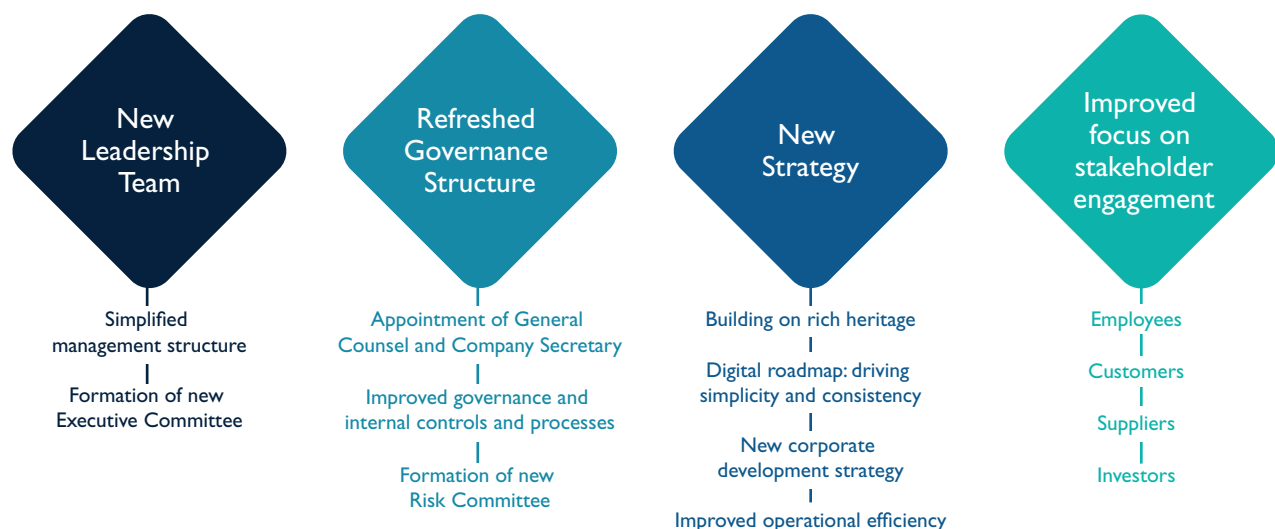 New
Leadership
Team
Simplified
management structure
Formation of new
Executive Committee
Refreshed
Governance
Structure
Appointment of General
Counsel and Company Secretary
Improved governance and
internal controls and processes
Formation of new
Risk Committee
New
Strategy
Building on rich heritage
Digital roadmap: driving
simplicity and consistency
New corporate
development strategy
Improved operational efficiency
Improved
focus on
stakeholder
engagement
Employees
Customers
Suppliers
Investors